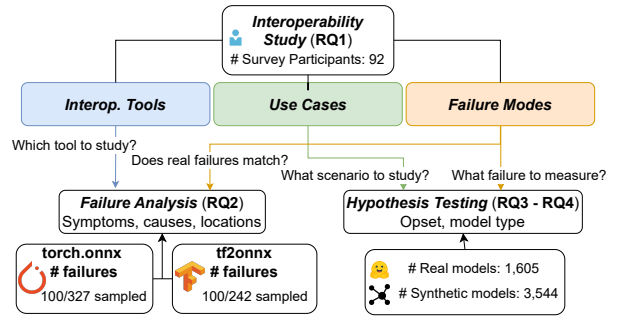 Interoperability
Study (RQ1)
# Survey Participants: 92
Interop. Tools
Use Cases
Failure Modes
Which tool to study?
Does real failures match?
What scenario to study?
What failure to measure?
Failure Analysis (RQ2)
Symptoms, causes, locations
Hypothesis Testing (RQ3 - RQ4)
Opset, model type
torch.onnx
# failures
100/327 sampled
tf2onnx
# failures
100/242 sampled
# Real models: 1,605
# Synthetic models: 3,544